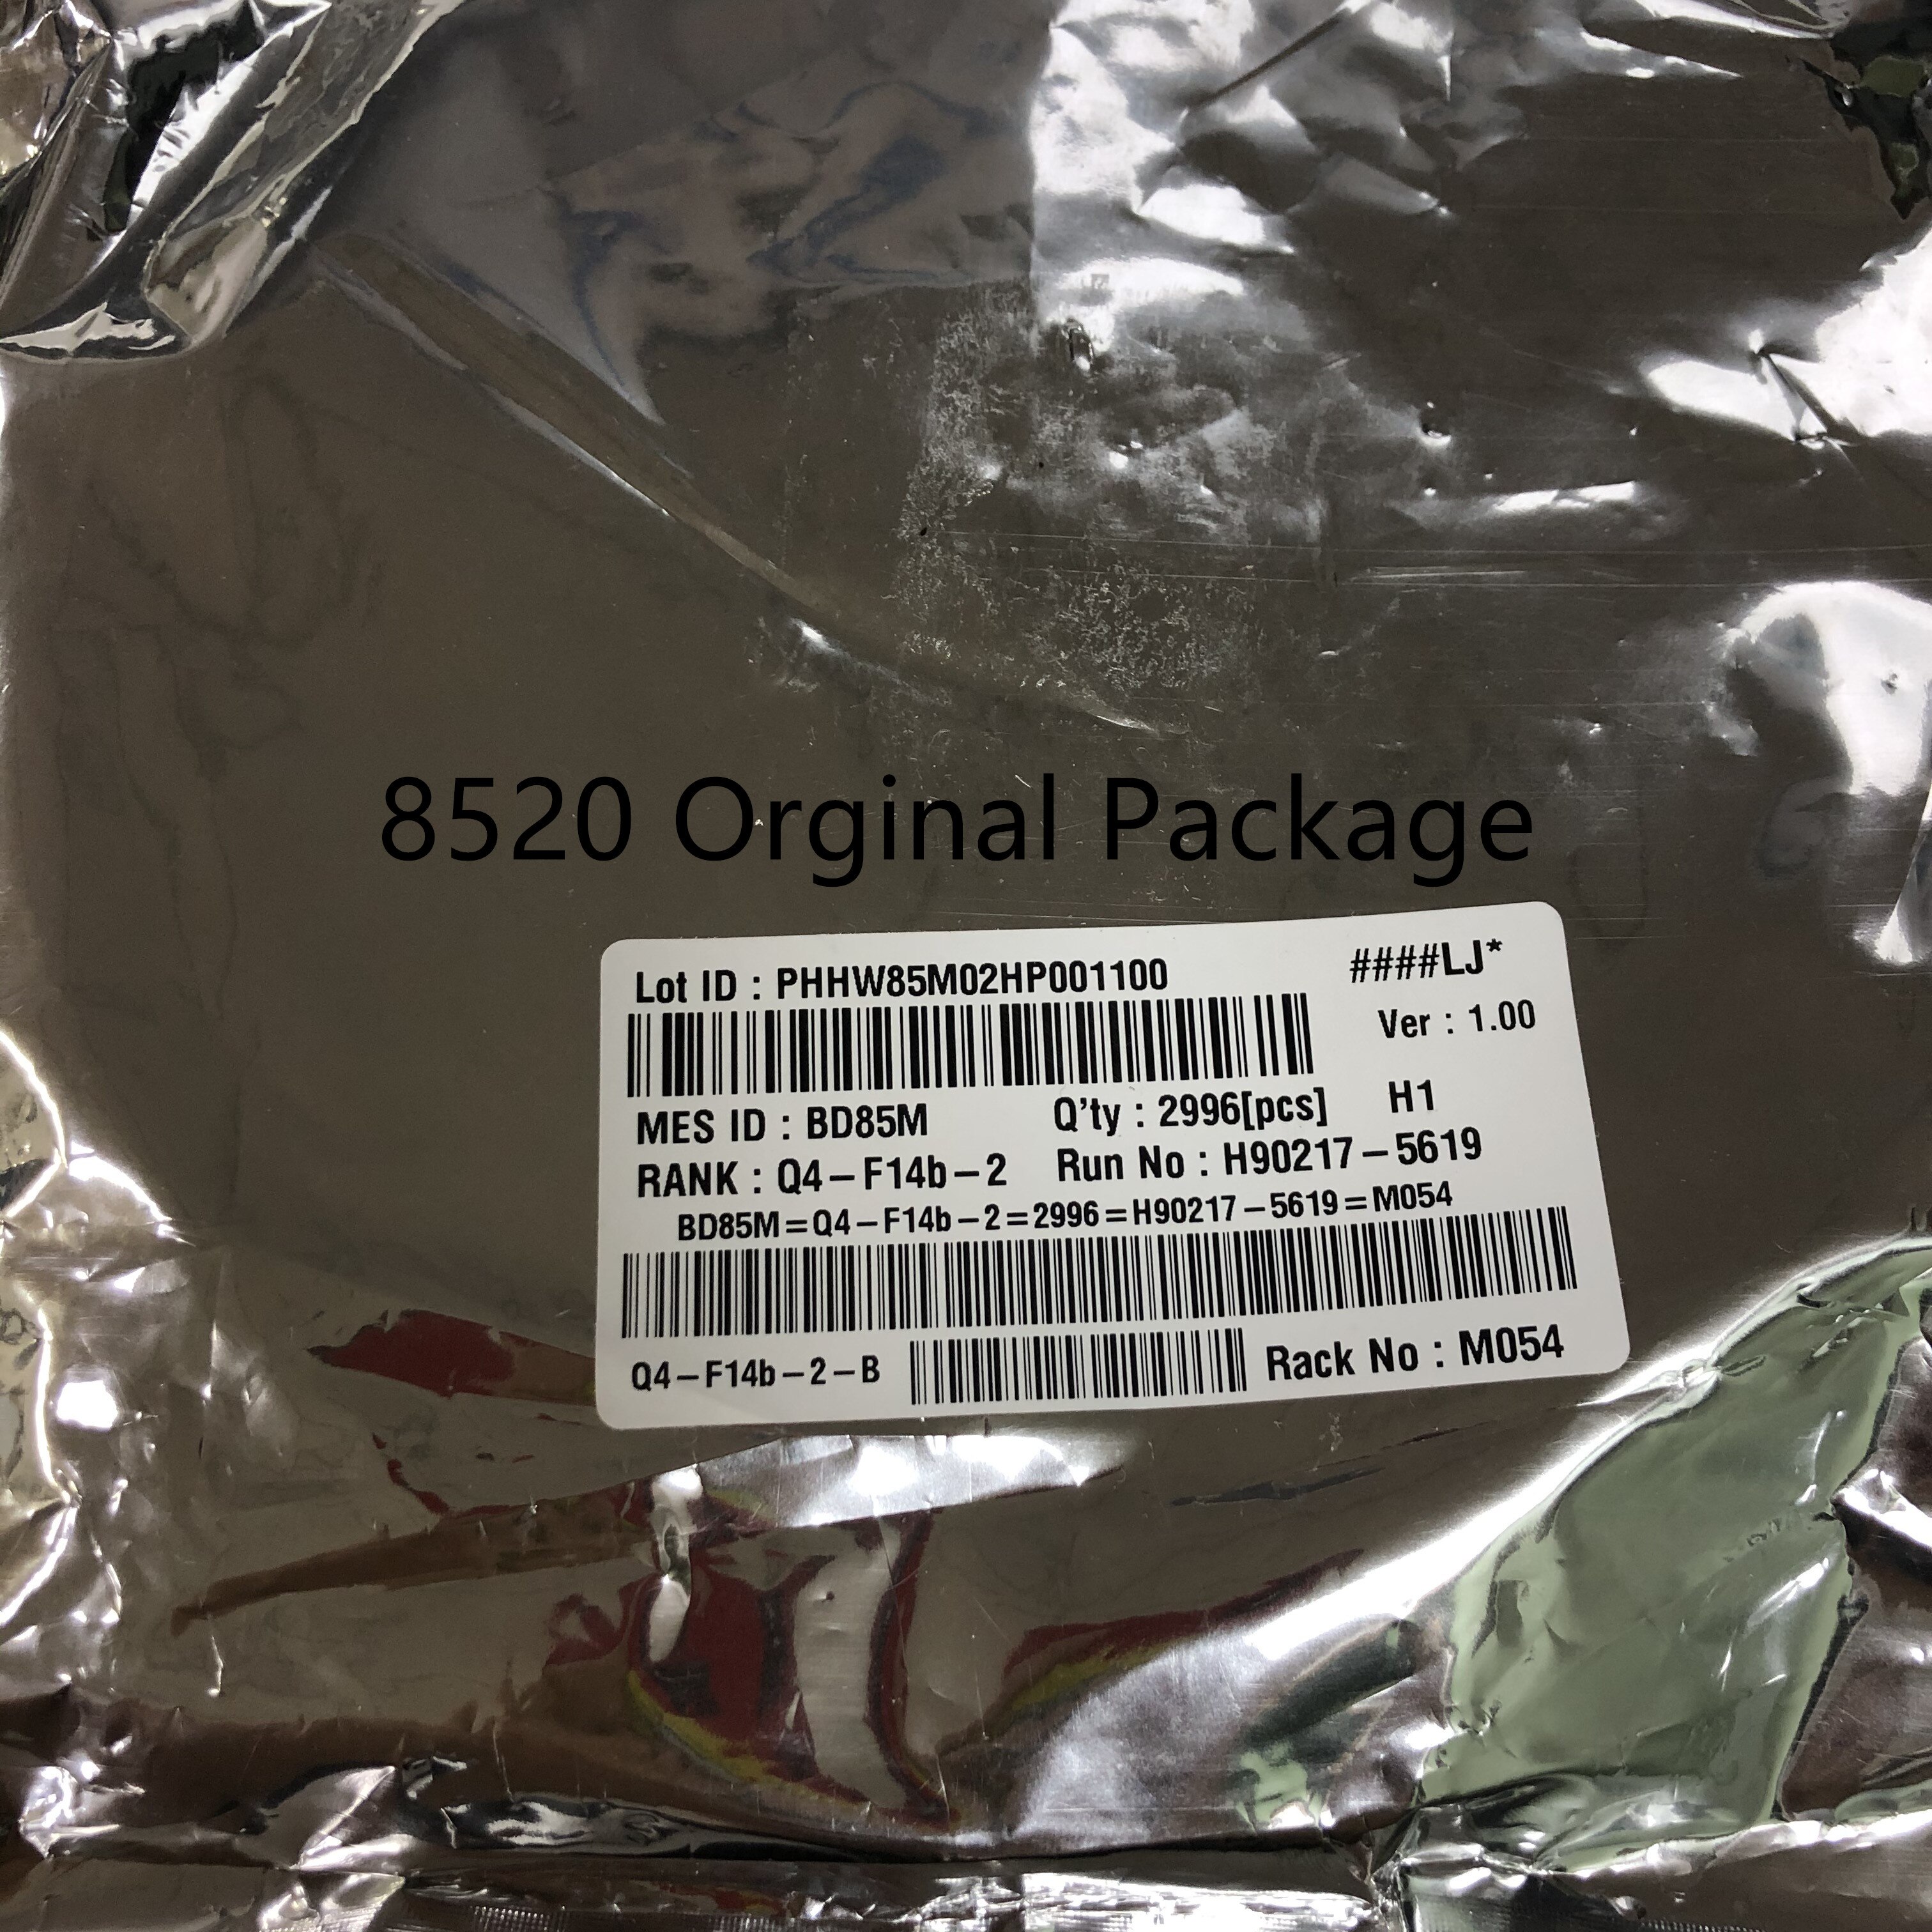 8520 Orginal Package
Lot ID : PHHW85M02HP001100
####LJ*
Ver : 1.00
MES ID : BD85M
Q'ty : 2996[pcs]
H1
RANK : Q4-F14b-2
Run No : H90217-5619
BD85M=Q4-F14b-2=2996=H90217-5619=M054
Q4-F14b-2-B
Rack No : M054